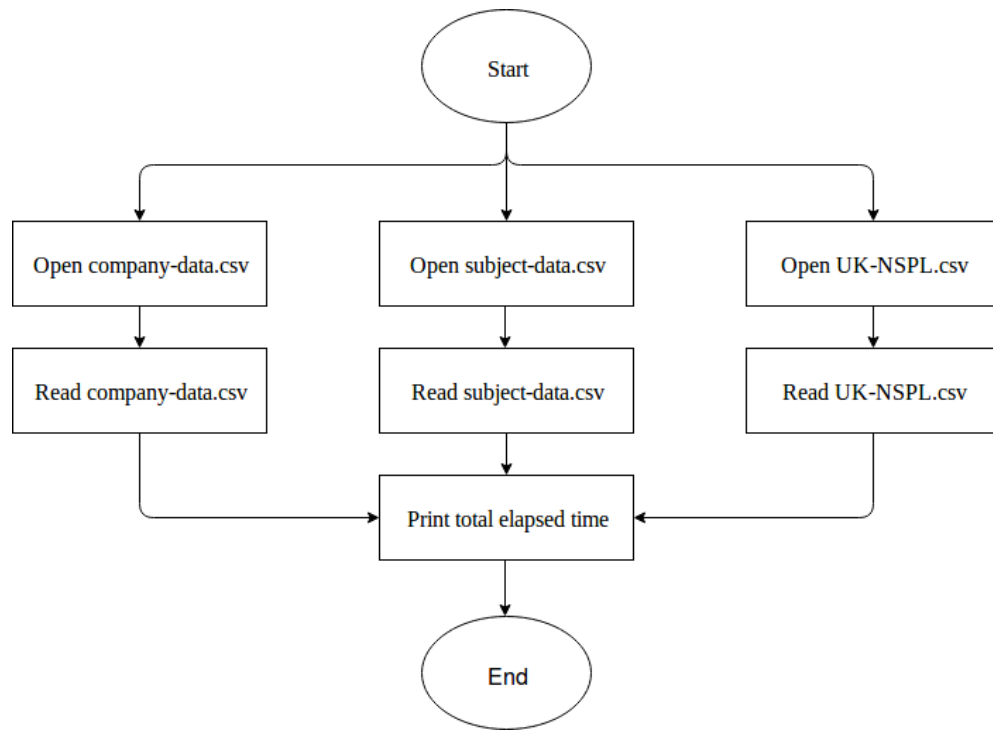 Start
Open company-data.csv
Open subject-data.csv
Open UK-NSPL.csv
Read company-data.csv
Read subject-data.csv
Read UK-NSPL.csv
Print total elapsed time
End